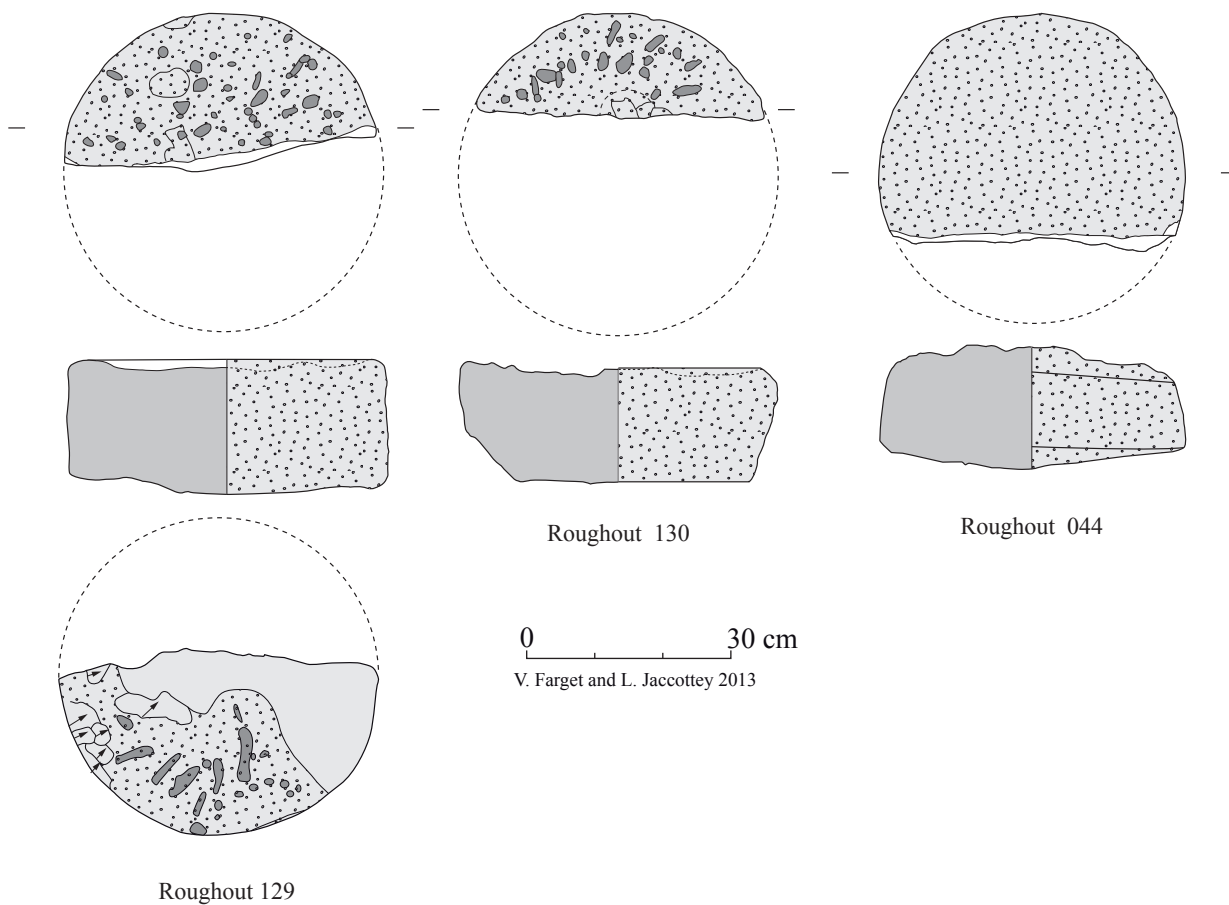 Roughout 130
Roughout 044
0 30 cm
V. Farget and L. Jaccottey 2013
Roughout 129